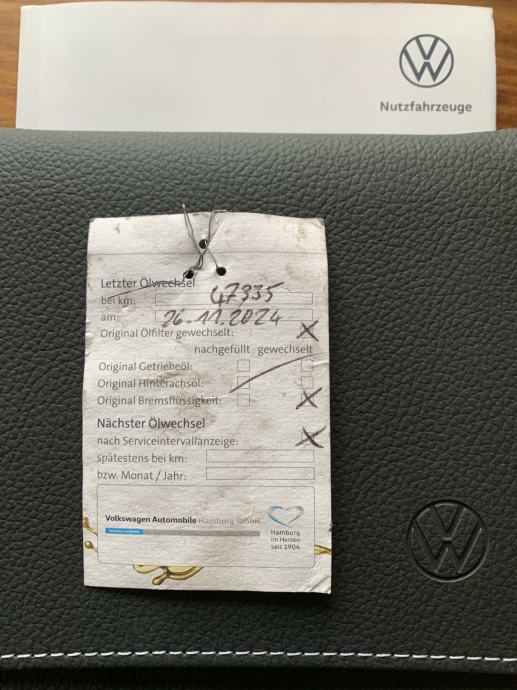 Nutzfahrzeuge
Letzter Ölwechsel
bei km: 47335
am: 26.11.2024
Original Ölfilter gewechselt: X
nachgefüllt gewechselt
Original Getriebeöl:
Original Hinterachsöl:
Original Bremsflüssigkeit: X
Nächster Ölwechsel
nach Serviceintervallanzeige: X
spätestens bei km:
bzw. Monat / Jahr:
Volkswagen Automobile Hamburg GmbH
Hamburg
im Herzen
seit 1904